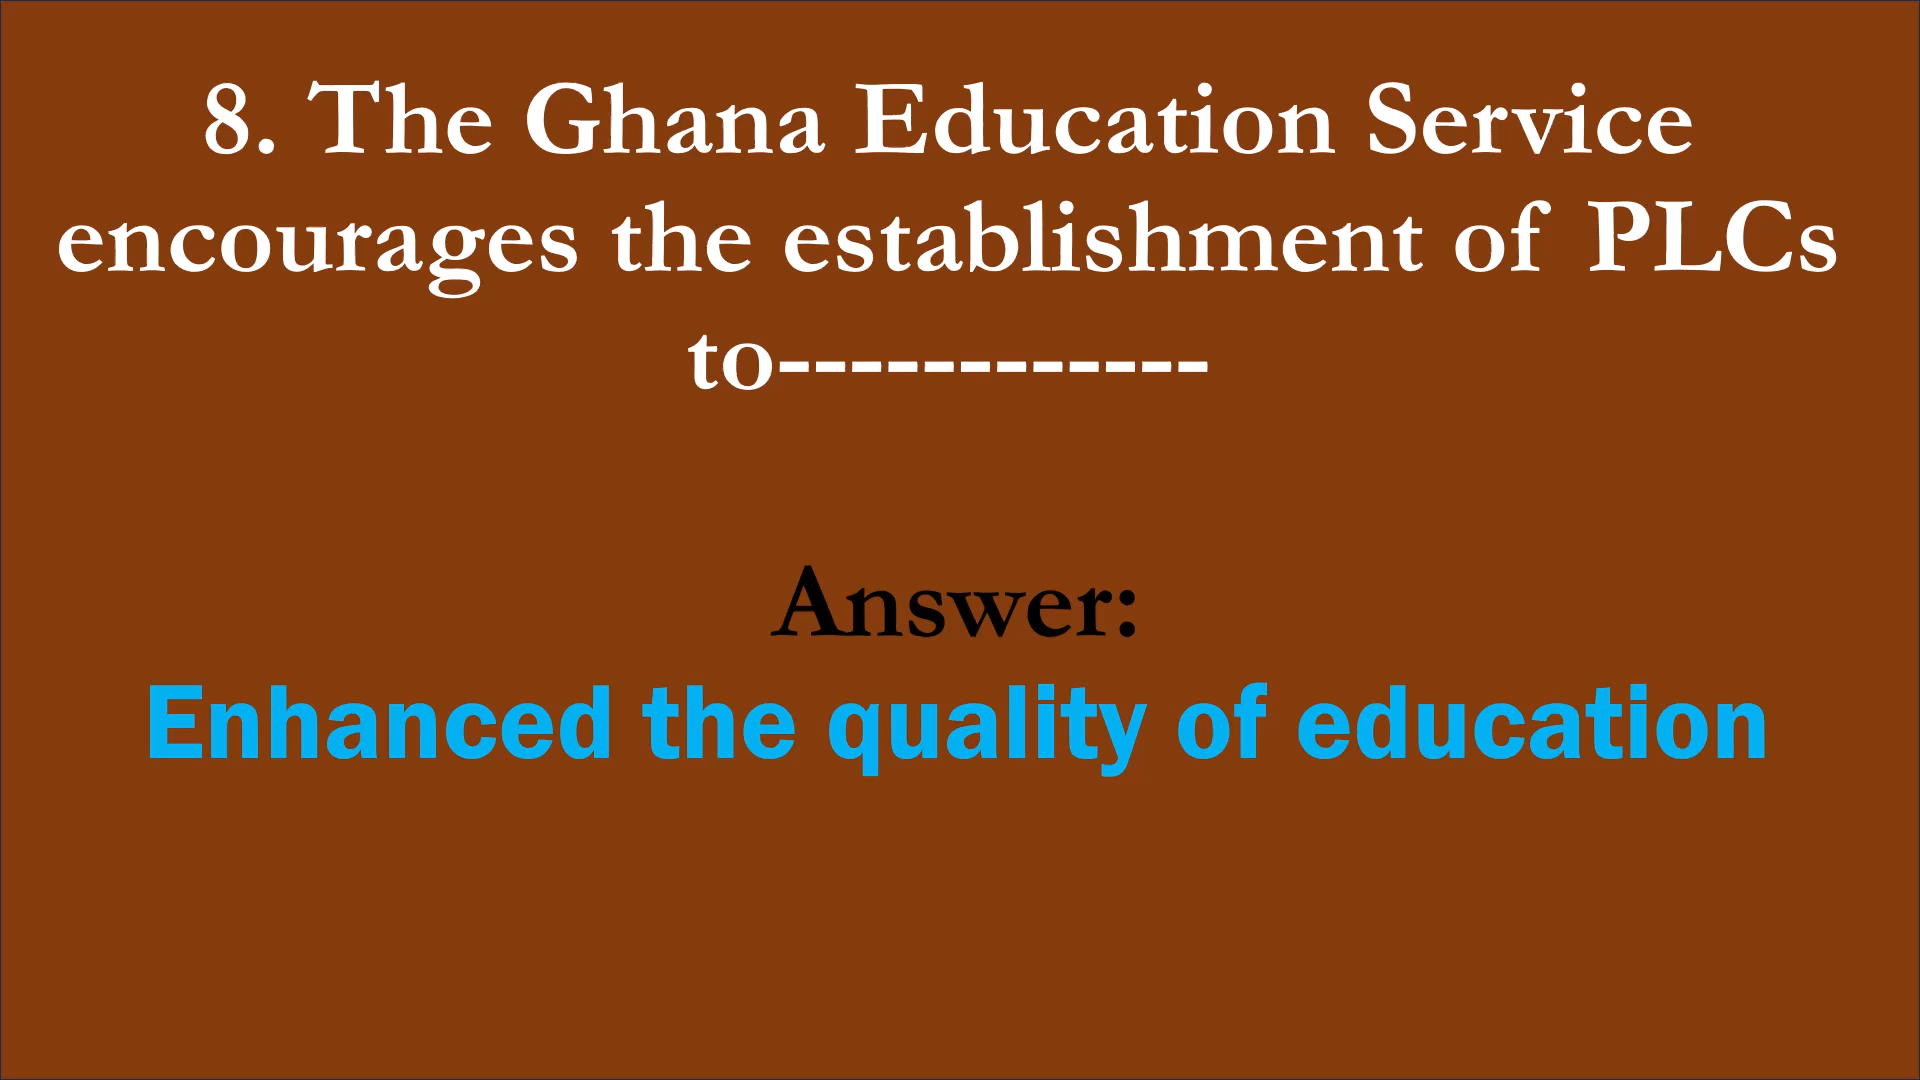 8. The Ghana Education Service
encourages the establishment of PLCs
to------------
Answer:
Enhanced the quality of education